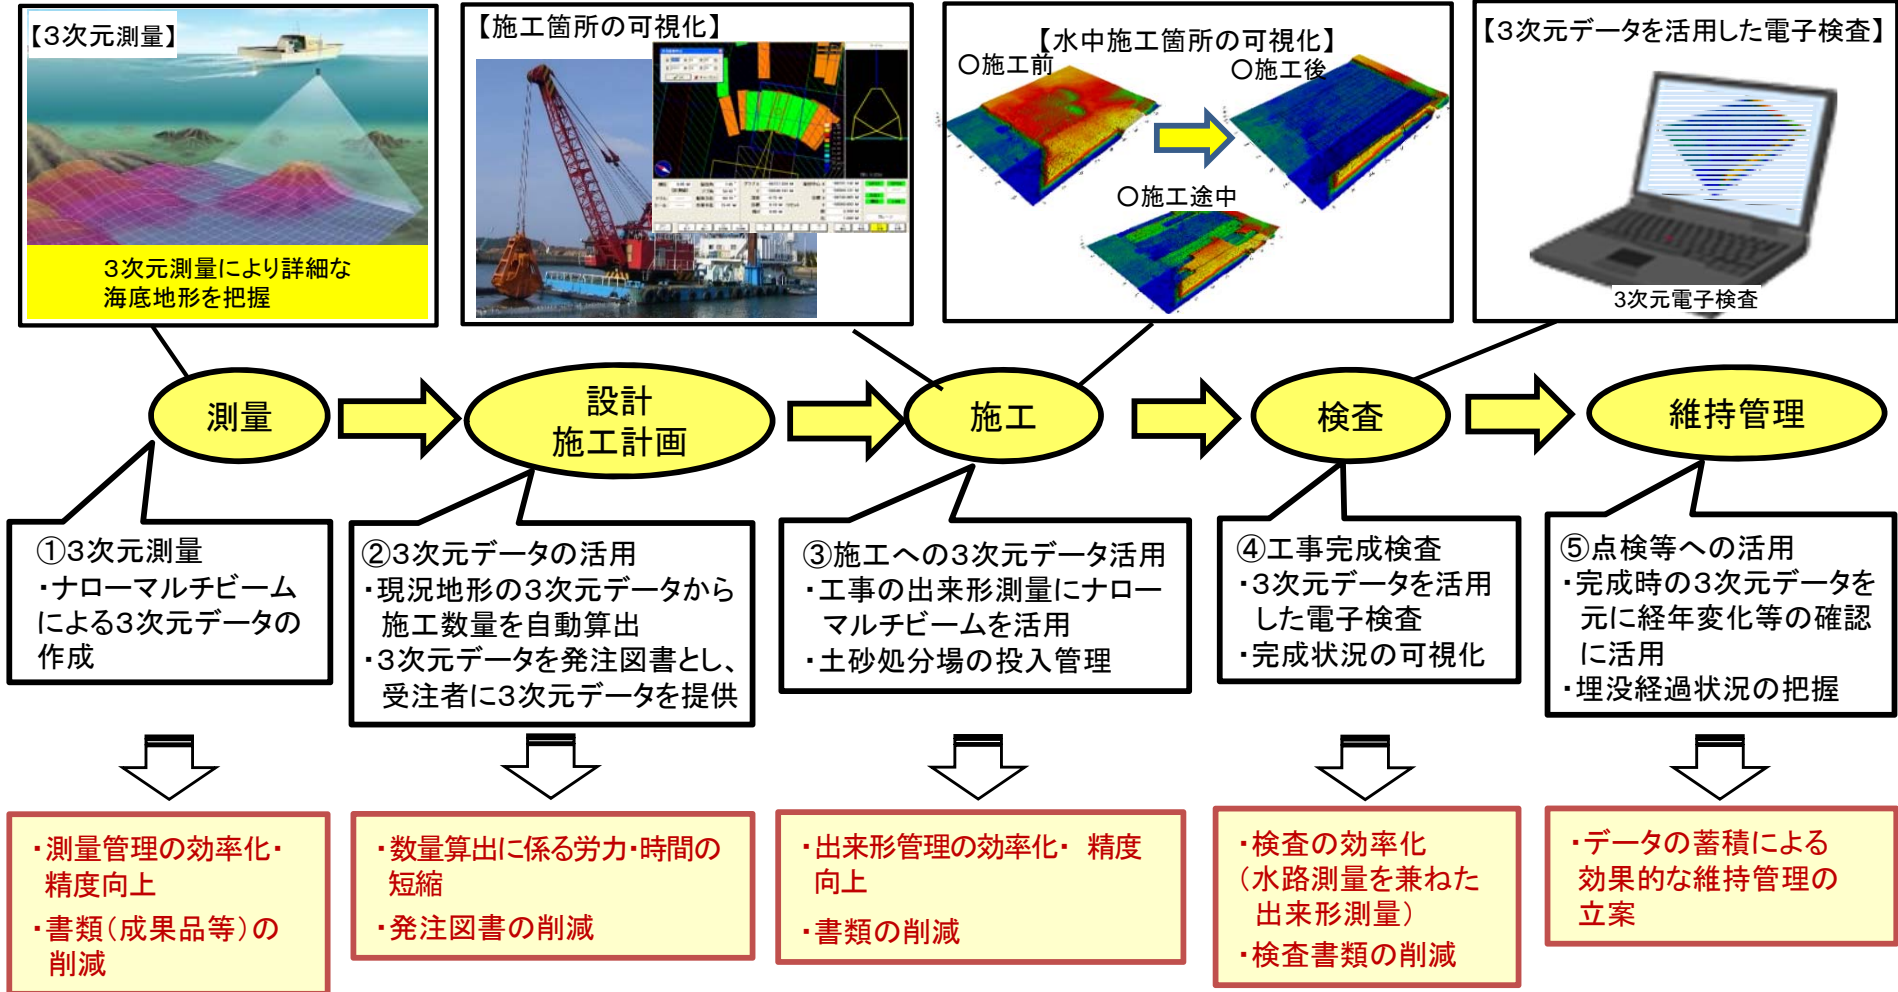 【3次元測量】
3次元測量により詳細な
海底地形を把握
【施工箇所の可視化】
【水中施工箇所の可視化】
○施工前
○施工後
○施工途中
【3次元データを活用した電子検査】
3次元電子検査
測量
設計
施工計画
施工
検査
維持管理
①3次元測量
・ナローマルチビーム
による3次元データの
作成
②3次元データの活用
・現況地形の3次元データから
施工数量を自動算出
・3次元データを発注図書とし、
受注者に3次元データを提供
③施工への3次元データ活用
・工事の出来形測量にナロー
マルチビームを活用
・土砂処分場の投入管理
④工事完成検査
・3次元データを活用
した電子検査
・完成状況の可視化
⑤点検等への活用
・完成時の3次元データを
元に経年変化等の確認
に活用
・埋没経過状況の把握
・測量管理の効率化・
精度向上
・書類(成果品等)の
削減
・数量算出に係る労力・時間の
短縮
・発注図書の削減
・出来形管理の効率化・ 精度
向上
・書類の削減
・検査の効率化
(水路測量を兼ねた
出来形測量)
・検査書類の削減
・データの蓄積による
効果的な維持管理の
立案